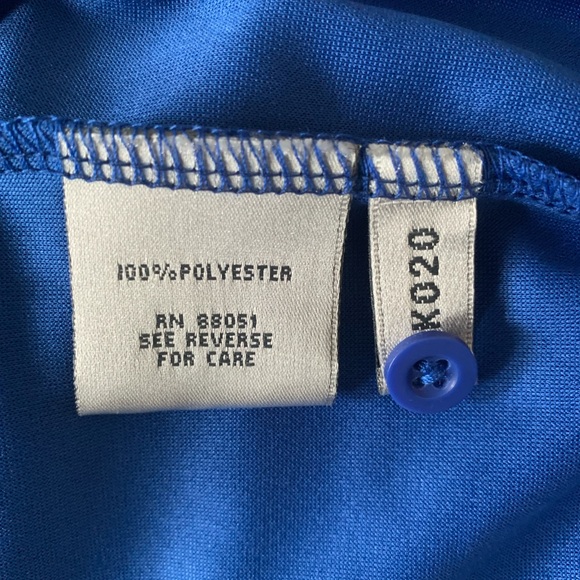 100% POLYESTER
RN 88051
SEE REVERSE
FOR CARE
K020